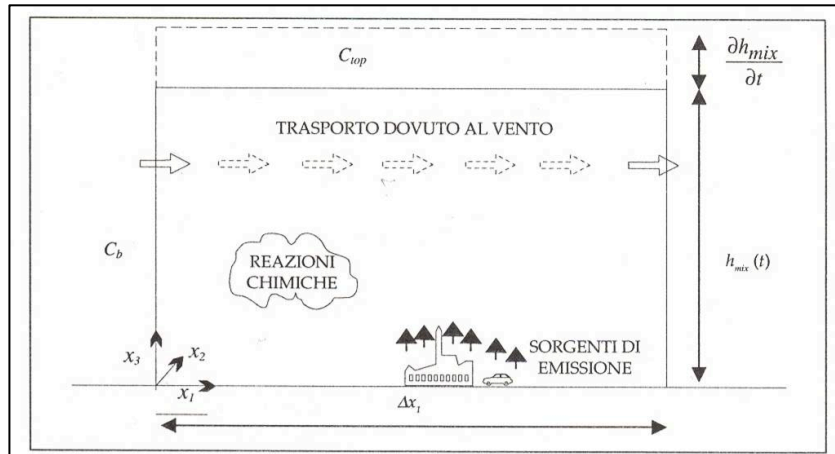 C_top
∂h_mix
∂t
TRASPORTO DOVUTO AL VENTO
C_b
REAZIONI
CHIMICHE
h_mix (t)
SORGENTI DI
EMISSIONE
x_3
x_2
x_1
Δx_1